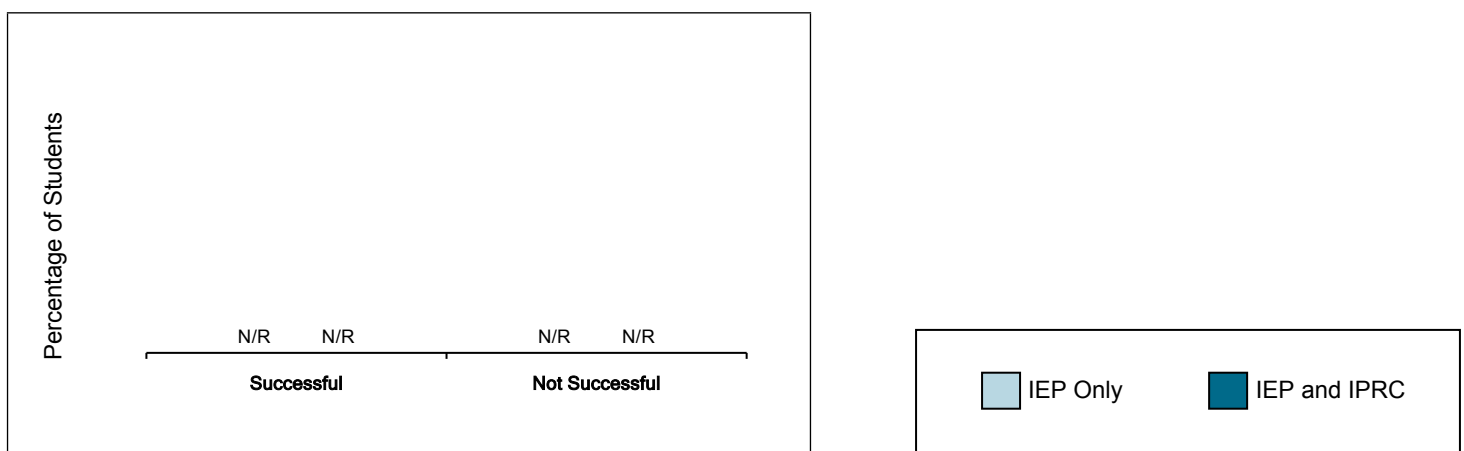 Percentage of Students
N/R N/R N/R N/R
Successful Not Successful
IEP Only IEP and IPRC